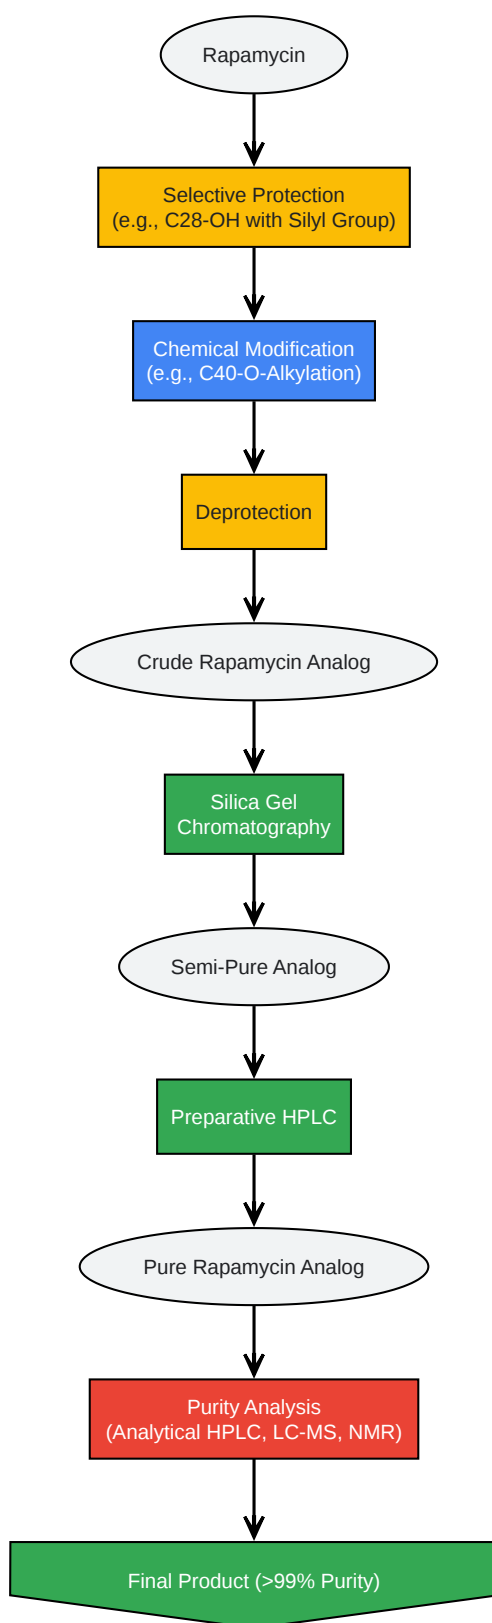 Rapamycin
Selective Protection
(e.g., C28-OH with Silyl Group)
Chemical Modification
(e.g., C40-O-Alkylation)
Deprotection
Crude Rapamycin Analog
Silica Gel
Chromatography
Semi-Pure Analog
Preparative HPLC
Pure Rapamycin Analog
Purity Analysis
(Analytical HPLC, LC-MS, NMR)
Final Product (>99% Purity)